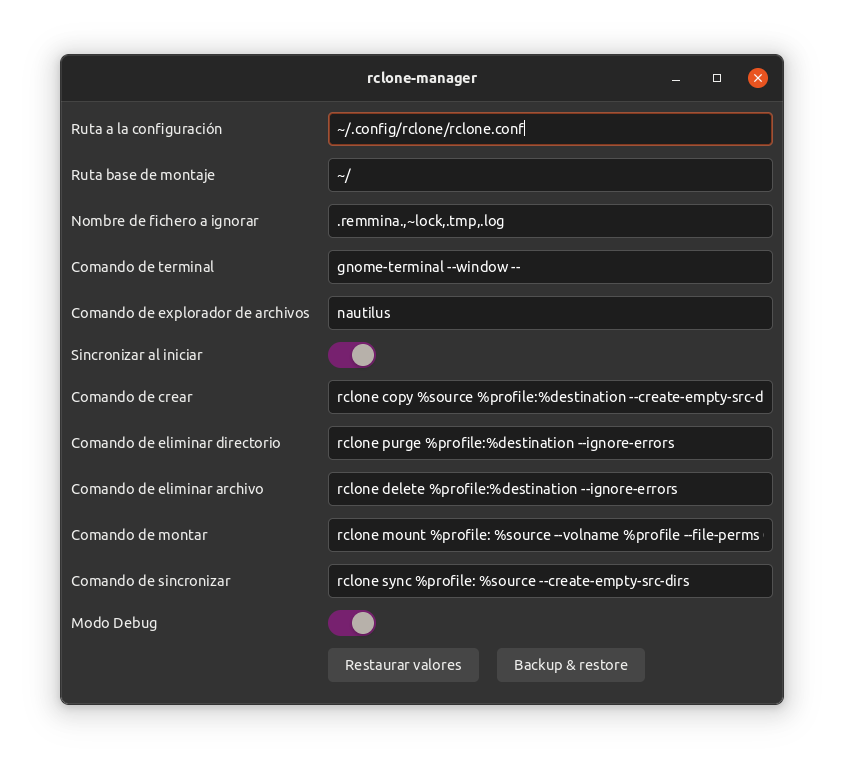 rclone-manager
Ruta a la configuración ~/.config/rclone/rclone.conf
Ruta base de montaje ~/
Nombre de fichero a ignorar .remmina.,~lock,.tmp,.log
Comando de terminal gnome-terminal --window --
Comando de explorador de archivos nautilus
Sincronizar al iniciar
Comando de crear rclone copy %source %profile:%destination --create-empty-src-d
Comando de eliminar directorio rclone purge %profile:%destination --ignore-errors
Comando de eliminar archivo rclone delete %profile:%destination --ignore-errors
Comando de montar rclone mount %profile: %source --volname %profile --file-perms
Comando de sincronizar rclone sync %profile: %source --create-empty-src-dirs
Modo Debug
Restaurar valores Backup & restore